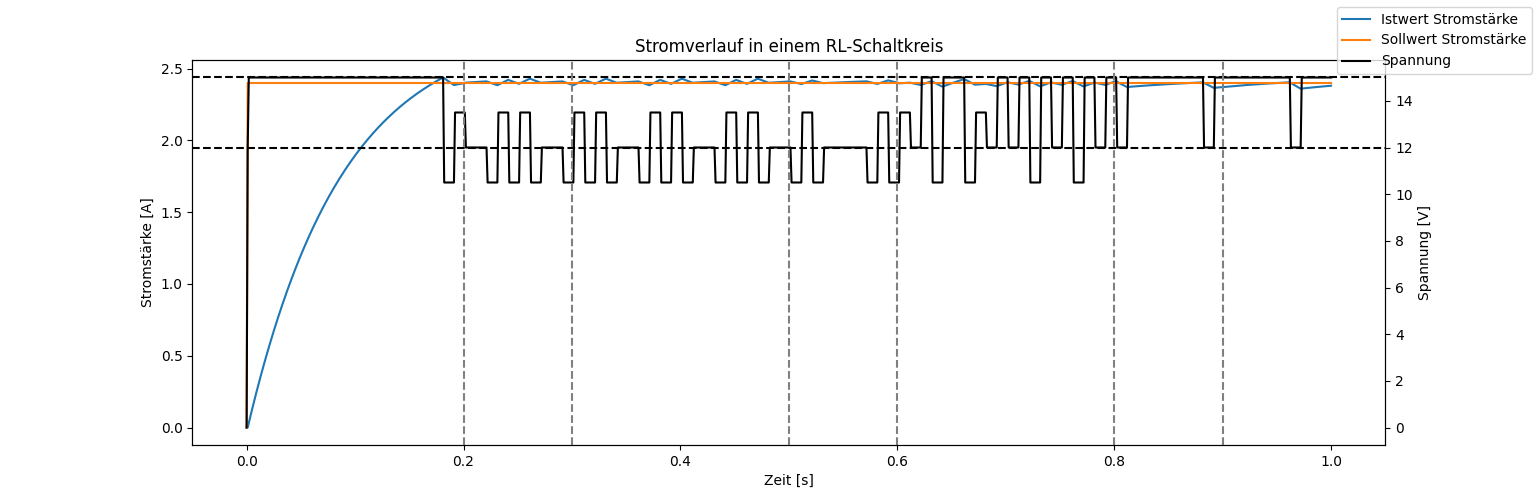 Stromverlauf in einem RL-Schaltkreis
Istwert Stromstärke
Sollwert Stromstärke
Spannung
Stromstärke [A]
2.5
2.0
1.5
1.0
0.5
0.0
Spannung [V]
14
12
10
8
6
4
2
0
0.0 0.2 0.4 0.6 0.8 1.0
Zeit [s]